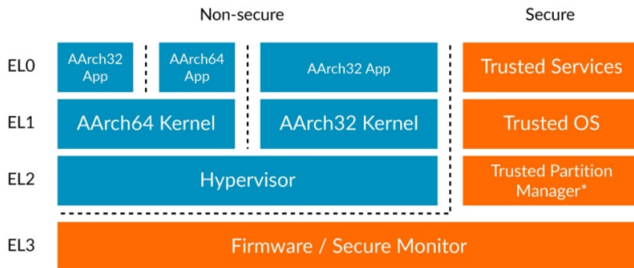 Non-secure
Secure
EL0
AArch32
App
AArch64
App
AArch32 App
Trusted Services
EL1
AArch64 Kernel
AArch32 Kernel
Trusted OS
EL2
Hypervisor
Trusted Partition
Manager*
EL3
Firmware / Secure Monitor